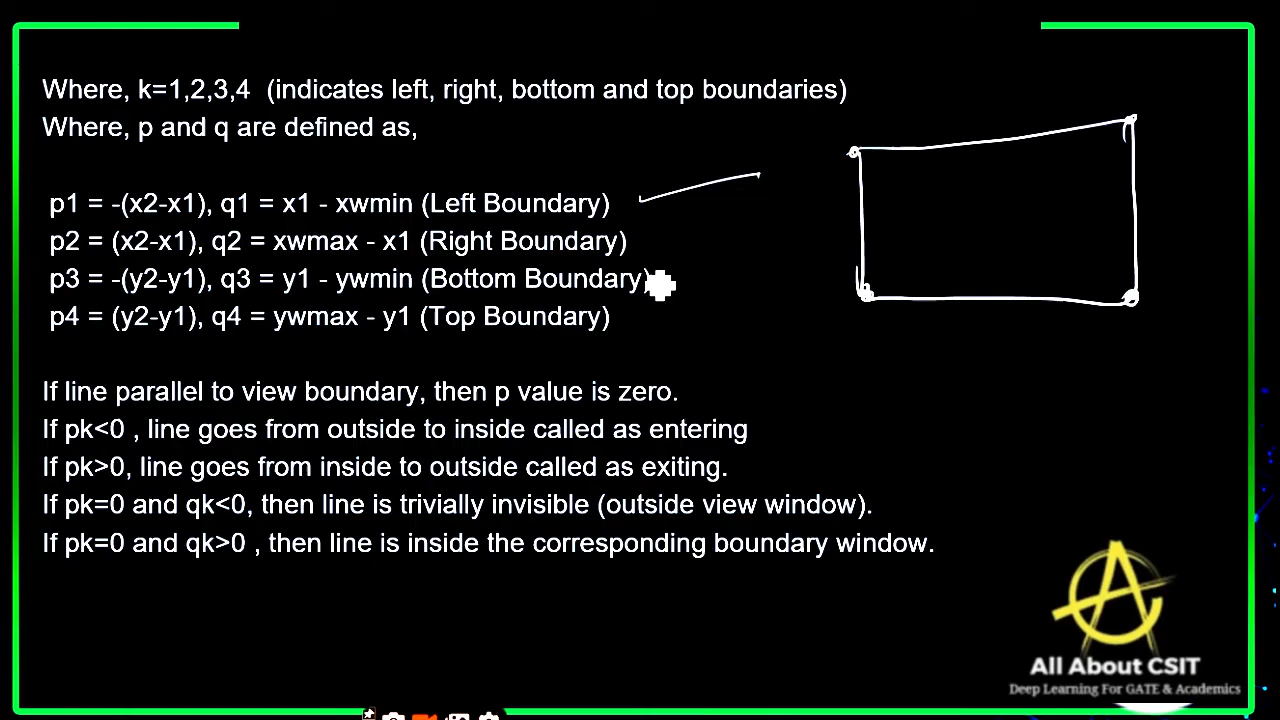 Where, k=1,2,3,4  (indicates left, right, bottom and top boundaries)
Where, p and q are defined as,
p1 = -(x2-x1), q1 = x1 - xwmin (Left Boundary)
p2 = (x2-x1), q2 = xwmax - x1 (Right Boundary)
p3 = -(y2-y1), q3 = y1 - ywmin (Bottom Boundary)
p4 = (y2-y1), q4 = ywmax - y1 (Top Boundary)
If line parallel to view boundary, then p value is zero.
If pk<0 , line goes from outside to inside called as entering
If pk>0, line goes from inside to outside called as exiting.
If pk=0 and qk<0, then line is trivially invisible (outside view window).
If pk=0 and qk>0 , then line is inside the corresponding boundary window.
All About CSIT
Deep Learning For GATE & Academics